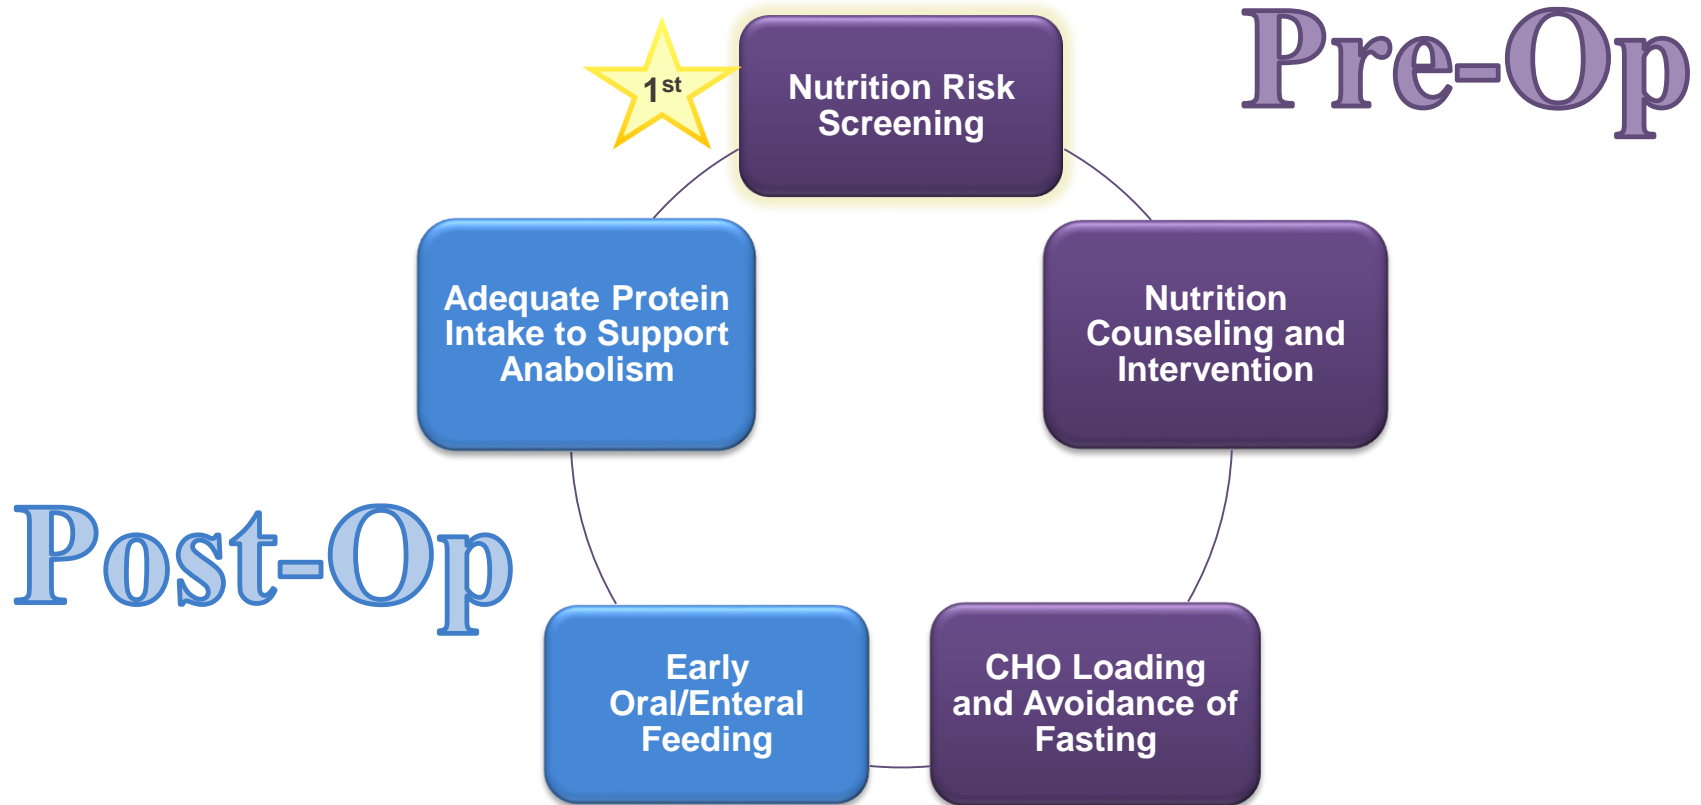 Pre-Op
1st
Nutrition Risk
Screening
Nutrition
Counseling and
Intervention
CHO Loading
and Avoidance of
Fasting
Early
Oral/Enteral
Feeding
Adequate Protein
Intake to Support
Anabolism
Post-Op